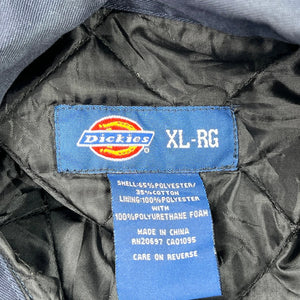 Dickies®
XL-RG
SHELL:65%POLYESTER/
35%COTTON
LINING:100%POLYESTER
WITH
100%POLYURETHANE FOAM
MADE IN CHINA
RN20697 CA01095
CARE ON REVERSE